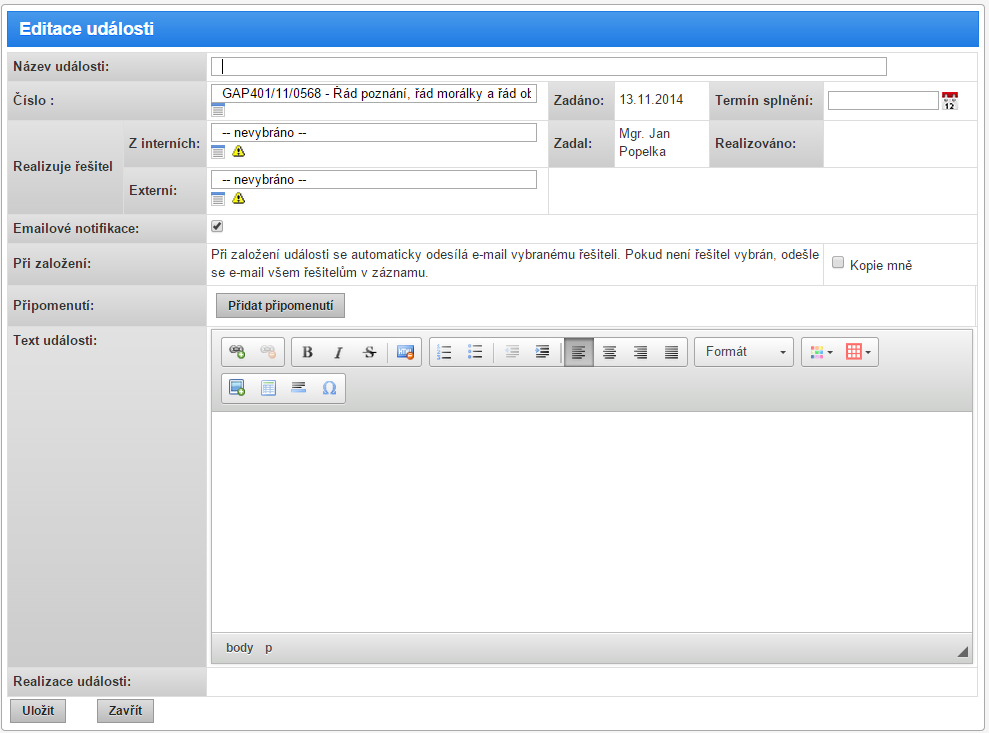 Editace události
Název události:
Číslo :
GAP401/11/0568 - Řád poznání, řád morálky a řád ob
Zadáno:
13.11.2014
Termín splnění:
12
Realizuje řešitel
Z interních:
-- nevybráno --
Zadal:
Mgr. Jan
Popelka
Realizováno:
Externí:
-- nevybráno --
Emailové notifikace:
Při založení:
Při založení události se automaticky odesílá e-mail vybranému řešiteli. Pokud není řešitel vybrán, odešle
se e-mail všem řešitelům v záznamu.
Kopie mně
Připomenutí:
Přidat připomenutí
Text události:
B I S HTML
Formát
Ω
body p
Realizace události:
Uložit Zavřít